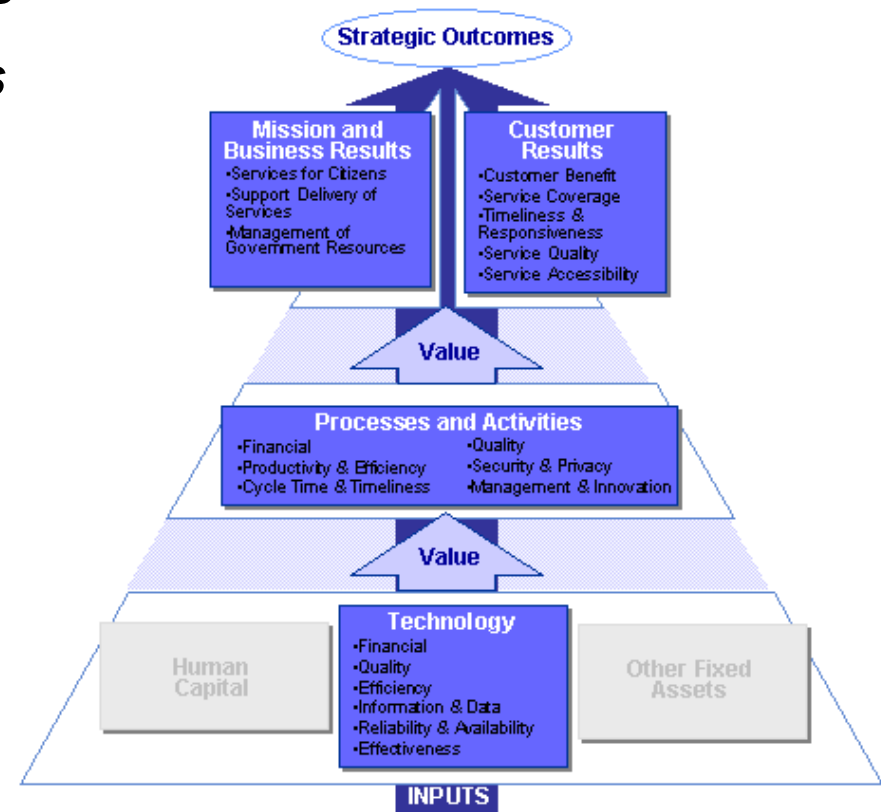 Strategic Outcomes
Mission and
Business Results
•Services for Citizens
•Support Delivery of
Services
•Management of
Government Resources
Customer
Results
•Customer Benefit
•Service Coverage
•Timeliness &
Responsiveness
•Service Quality
•Service Accessibility
Value
Processes and Activities
•Financial
•Productivity & Efficiency
•Cycle Time & Timeliness
•Quality
•Security & Privacy
•Management & Innovation
Value
Human
Capital
Technology
•Financial
•Quality
•Efficiency
•Information & Data
•Reliability & Availability
•Effectiveness
Other Fixed
Assets
INPUTS